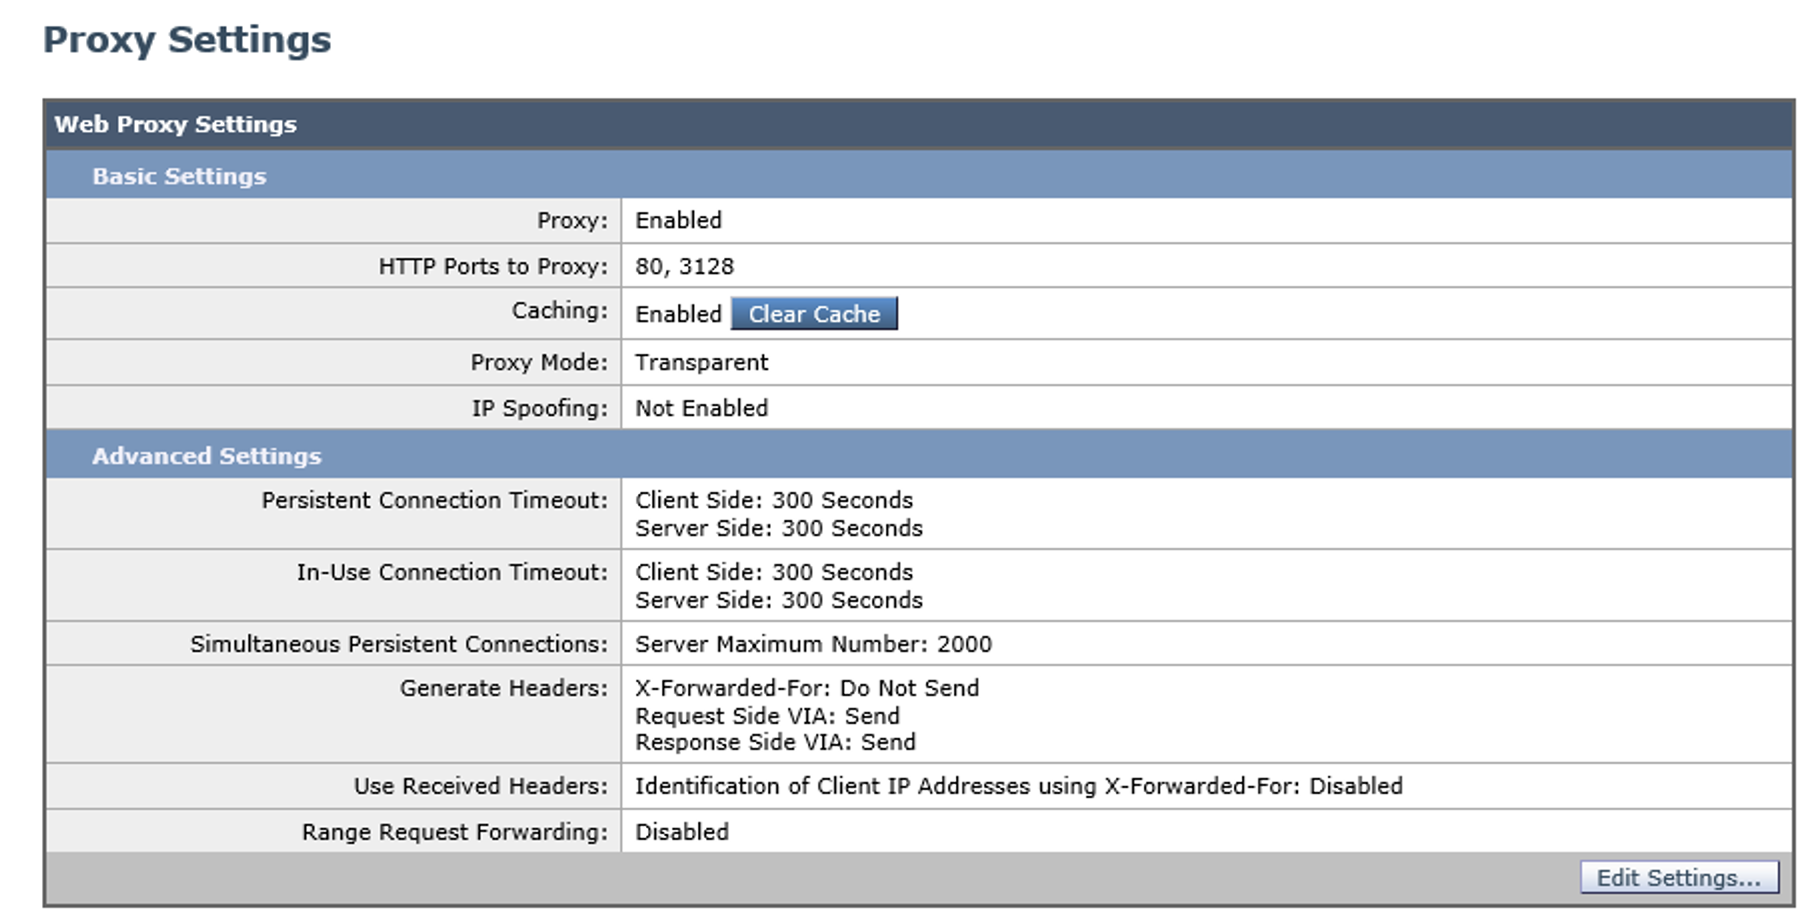 Proxy Settings
Web Proxy Settings
Basic Settings
Proxy: Enabled
HTTP Ports to Proxy: 80, 3128
Caching: Enabled Clear Cache
Proxy Mode: Transparent
IP Spoofing: Not Enabled
Advanced Settings
Persistent Connection Timeout: Client Side: 300 Seconds
Server Side: 300 Seconds
In-Use Connection Timeout: Client Side: 300 Seconds
Server Side: 300 Seconds
Simultaneous Persistent Connections: Server Maximum Number: 2000
Generate Headers: X-Forwarded-For: Do Not Send
Request Side VIA: Send
Response Side VIA: Send
Use Received Headers: Identification of Client IP Addresses using X-Forwarded-For: Disabled
Range Request Forwarding: Disabled
Edit Settings...